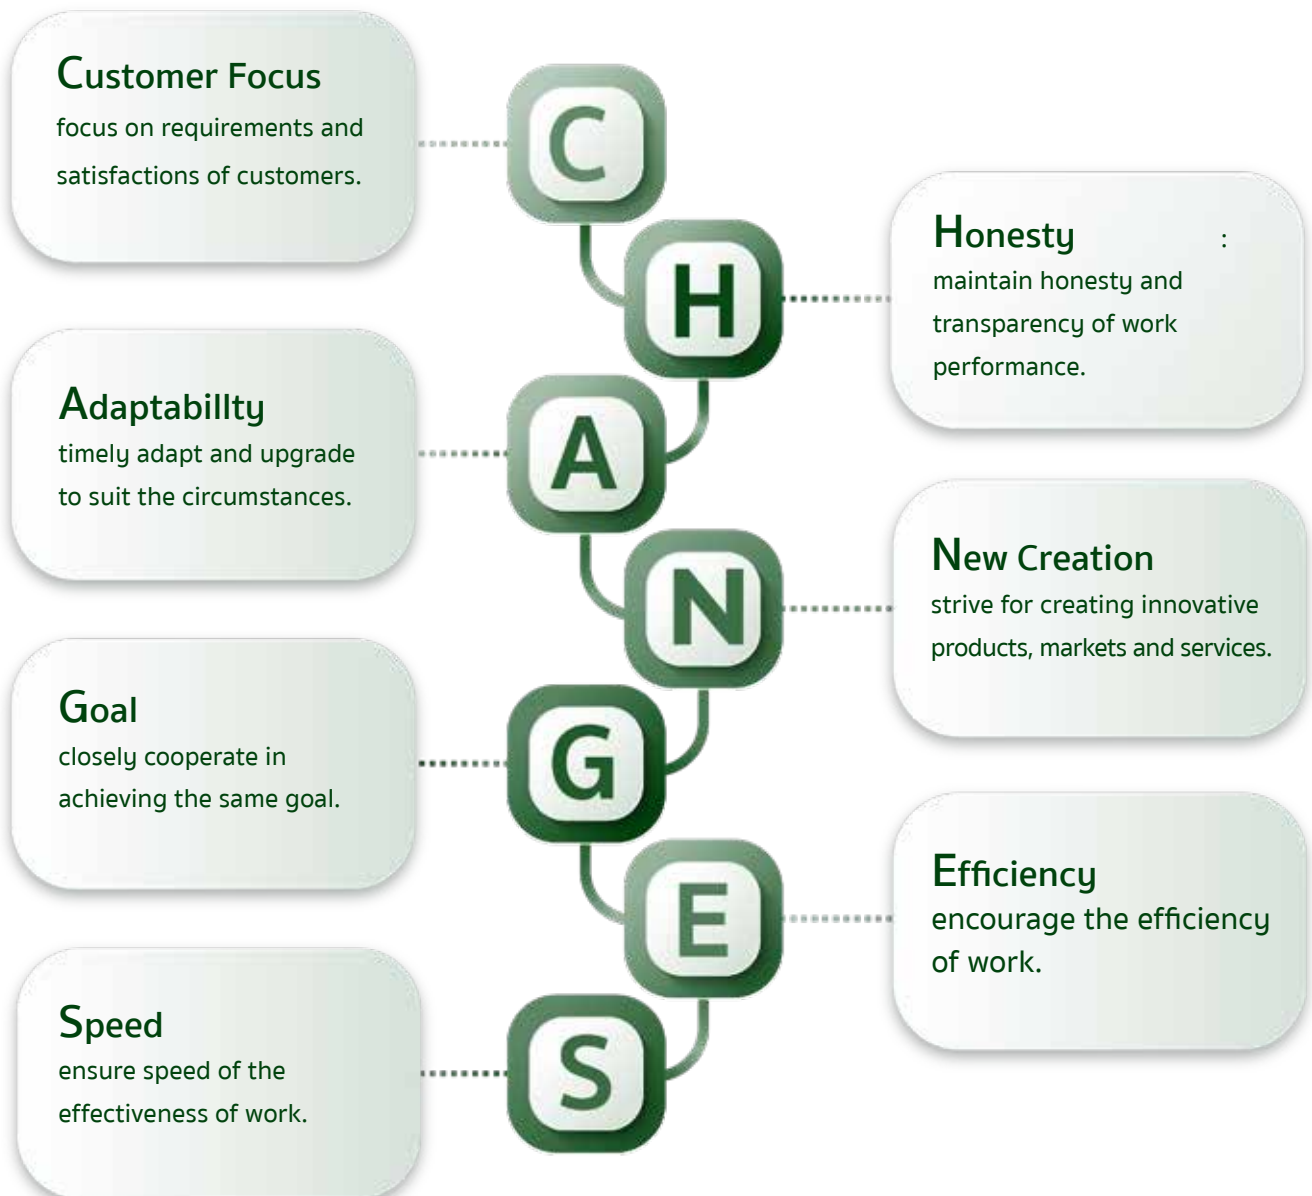 Customer Focus
focus on requirements and
satisfactions of customers.
C
H
Honesty :
maintain honesty and
transparency of work
performance.
Adaptabillty
timely adapt and upgrade
to suit the circumstances.
A
N
New Creation
strive for creating innovative
products, markets and services.
Goal
closely cooperate in
achieving the same goal.
G
E
Efficiency
encourage the efficiency
of work.
Speed
ensure speed of the
effectiveness of work.
S